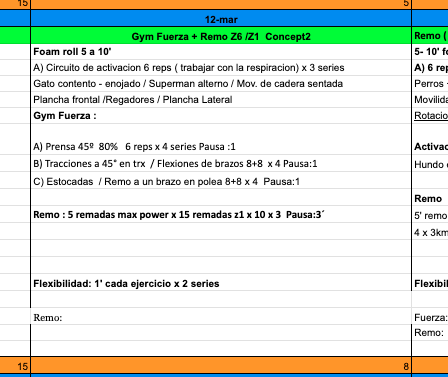 15
5
12-mar
Gym Fuerza + Remo Z6 /Z1  Concept2
Remo (
Foam roll 5 a 10'
5- 10' f
A) Circuito de activacion 6 reps ( trabajar con la respiracion) x 3 series
A) 6 rep
Gato contento - enojado / Superman alterno / Mov. de cadera sentada
Perros
Plancha frontal /Regadores / Plancha Lateral
Movilida
Gym Fuerza :
Rotacio
A) Prensa 45º  80%   6 reps x 4 series Pausa :1
Activac
B) Tracciones a 45° en trx  / Flexiones de brazos 8+8  x 4 Pausa:1
Hundo
C) Estocadas  / Remo a un brazo en polea 8+8 x 4  Pausa:1
Remo
Remo : 5 remadas max power x 15 remadas z1 x 10 x 3  Pausa:3´
5' remo
4 x 3km
Flexibilidad: 1' cada ejercicio x 2 series
Flexibil
Remo:
Fuerza:
Remo:
15
8